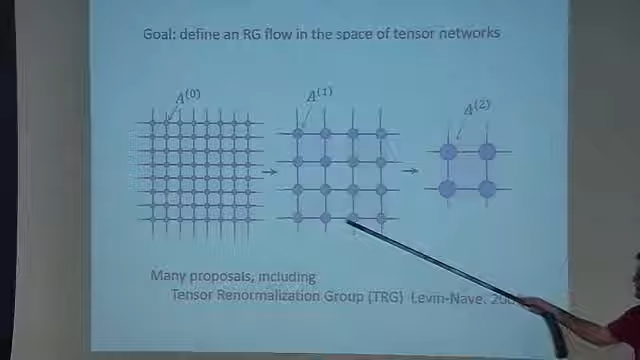 Goal: define an RG flow in the space of tensor networks
A(0)
A(1)
A(2)
Many proposals, including
Tensor Renormalization Group (TRG) Levin-Nave.